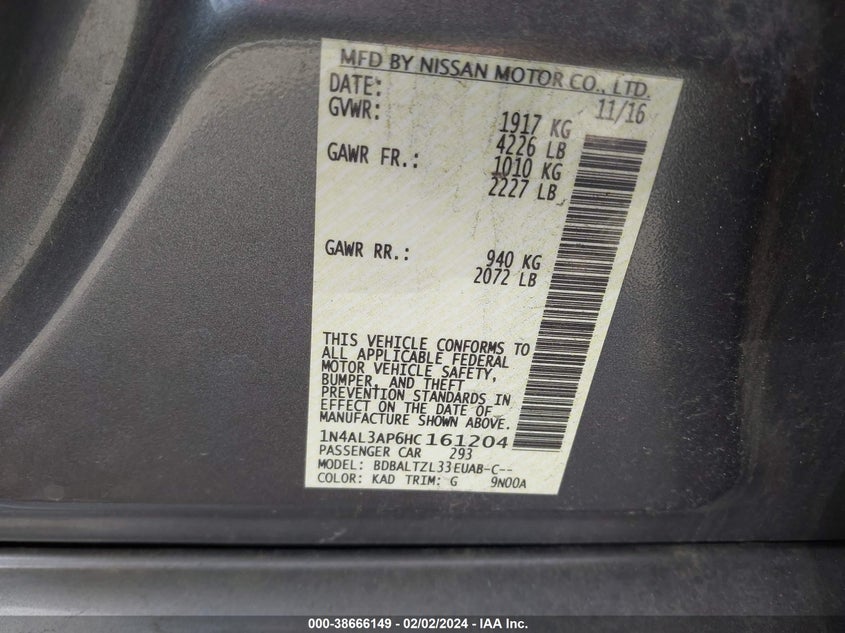 MFD BY NISSAN MOTOR CO., LTD.
DATE: 11/16
GVWR: 1917 KG
4226 LB
GAWR FR.: 1010 KG
2227 LB
GAWR RR.: 940 KG
2072 LB
THIS VEHICLE CONFORMS TO
ALL APPLICABLE FEDERAL
MOTOR VEHICLE SAFETY,
BUMPER, AND THEFT
PREVENTION STANDARDS IN
EFFECT ON THE DATE OF
MANUFACTURE SHOWN ABOVE.
1N4AL3AP6HC161204
PASSENGER CAR 293
MODEL: BDBALTZL33EUAB-C--
COLOR: KAD TRIM: G 9N00A
000-38666149 — 02/02/2024 — IAA Inc.